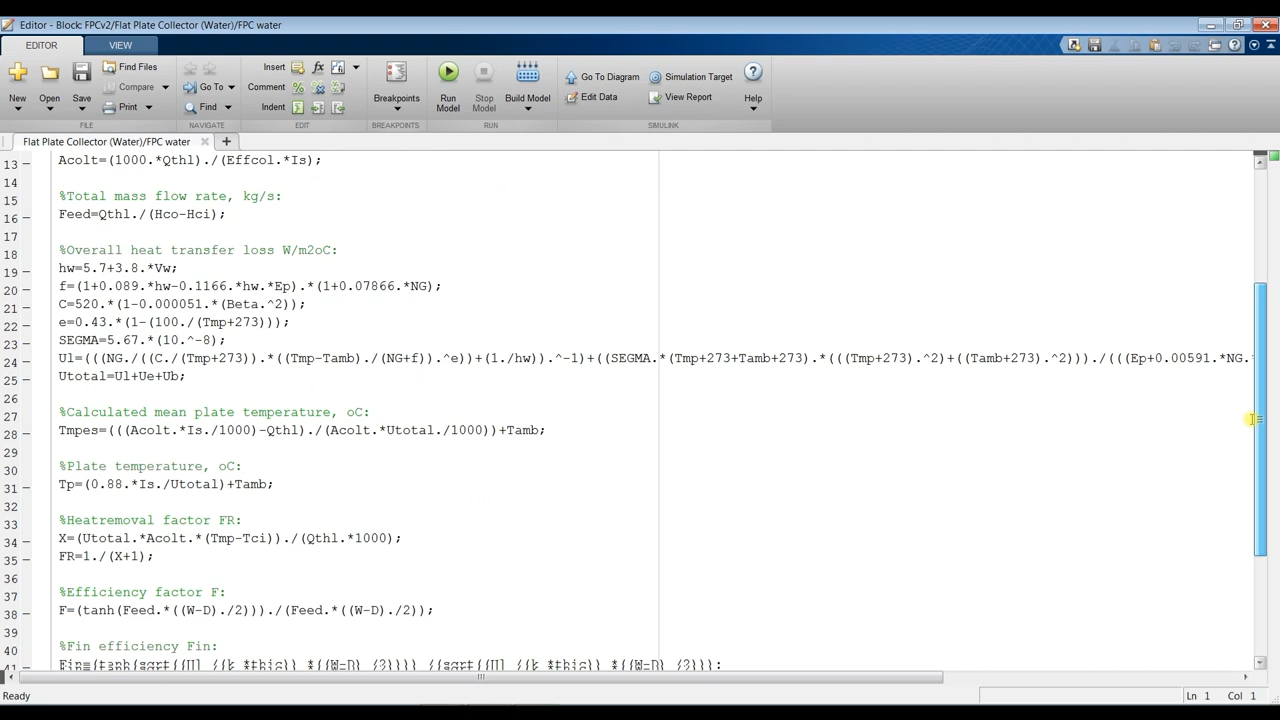 Editor - Block: FPCv2/Flat Plate Collector (Water)/FPC water
EDITOR VIEW
New Open Save Find Files Compare Print
FILE
Go To Find
NAVIGATE
Insert Comment Indent
EDIT
Breakpoints
BREAKPOINTS
Run Model Stop Model Build Model
RUN
Go To Diagram Simulation Target Edit Data View Report Help
SIMULINK
Flat Plate Collector (Water)/FPC water
13 Acolt=(1000.*Qthl)./(Effcol.*Is);
14
15 %Total mass flow rate, kg/s:
16 Feed=Qthl./(Hco-Hci);
17
18 %Overall heat transfer loss W/m2oC:
19 hw=5.7+3.8.*Vw;
20 f=(1+0.089.*hw-0.1166.*hw.*Ep).*(1+0.07866.*NG);
21 C=520.*(1-0.000051.*(Beta.^2));
22 e=0.43.*(1-(100./(Tmp+273)));
23 SEGMA=5.67.*(10.^-8);
24 Ul=(((NG./((C./(Tmp+273)).*((Tmp-Tamb)./(NG+f)).^e))+(1./hw)).^-1)+((SEGMA.*(Tmp+273+Tamb+273).*(((Tmp+273).^2)+((Tamb+273).^2)))./(((Ep+0.00591.*NG.
25 Utotal=Ul+Ue+Ub;
26
27 %Calculated mean plate temperature, oC:
28 Tmpes=(((Acolt.*Is./1000)-Qthl)./(Acolt.*Utotal./1000))+Tamb;
29
30 %Plate temperature, oC:
31 Tp=(0.88.*Is./Utotal)+Tamb;
32
33 %Heatremoval factor FR:
34 X=(Utotal.*Acolt.*(Tmp-Tci))./(Qthl.*1000);
35 FR=1./(X+1);
36
37 %Efficiency factor F:
38 F=(tanh(Feed.*((W-D)./2)))./(Feed.*((W-D)./2));
39
40 %Fin efficiency Fin:
41
Ready Ln 1 Col 1